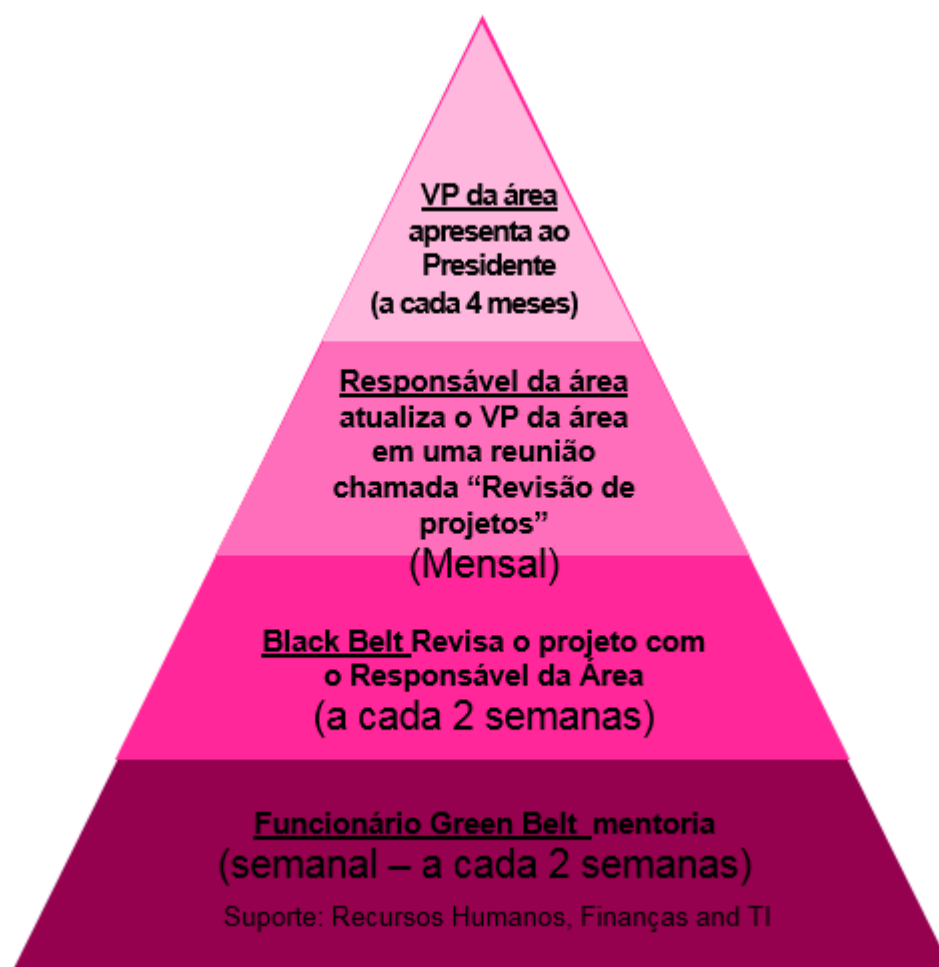 VP da área
apresenta ao
Presidente
(a cada 4 meses)
Responsável da área
atualiza o VP da área
em uma reunião
chamada “Revisão de
projetos”
(Mensal)
Black Belt Revisa o projeto com
o Responsável da Área
(a cada 2 semanas)
Funcionário Green Belt mentoria
(semanal – a cada 2 semanas)
Suporte: Recursos Humanos, Finanças and TI